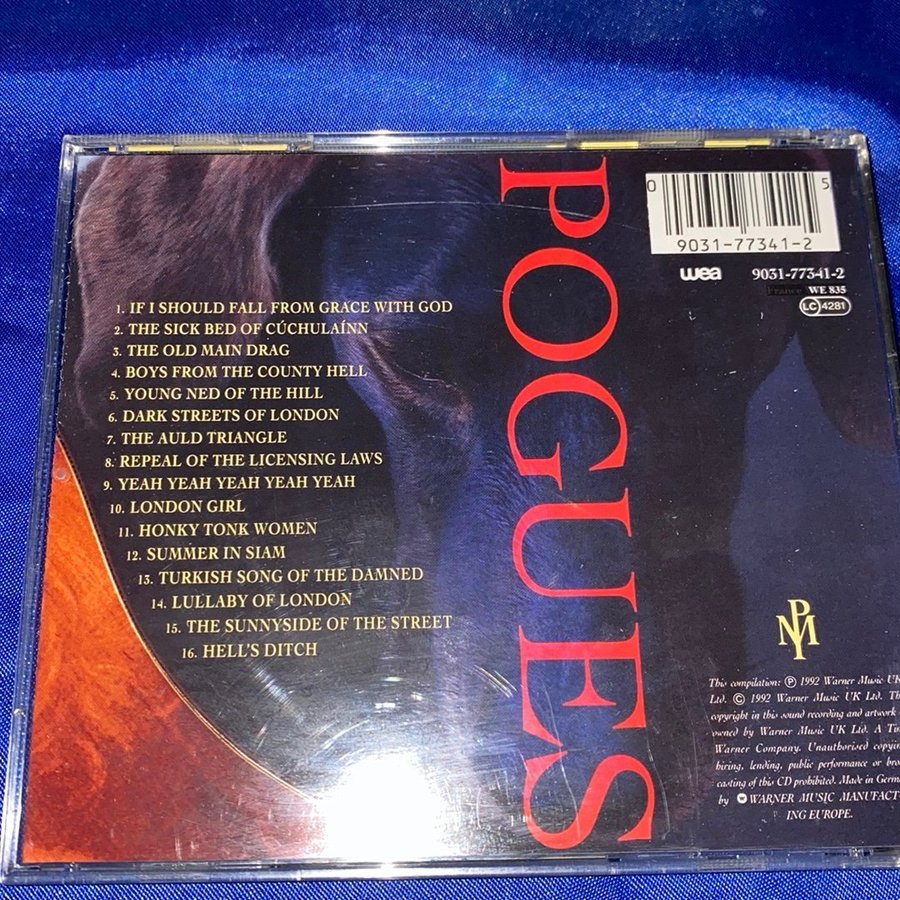 POGUES
0 5
9031-77341-2
wea 9031-77341-2
France WE 835
LC 4281
1. IF I SHOULD FALL FROM GRACE WITH GOD
2. THE SICK BED OF CÚCHULAÍNN
3. THE OLD MAIN DRAG
4. BOYS FROM THE COUNTY HELL
5. YOUNG NED OF THE HILL
6. DARK STREETS OF LONDON
7. THE AULD TRIANGLE
8. REPEAL OF THE LICENSING LAWS
9. YEAH YEAH YEAH YEAH YEAH
10. LONDON GIRL
11. HONKY TONK WOMEN
12. SUMMER IN SIAM
13. TURKISH SONG OF THE DAMNED
14. LULLABY OF LONDON
15. THE SUNNYSIDE OF THE STREET
16. HELL'S DITCH
PM
This compilation: ℗ 1992 Warner Music UK
Ltd. © 1992 Warner Music UK Ltd.
copyright in this sound recording and artwork
owned by Warner Music UK Ltd. A
Warner Company. Unauthorised
hiring, lending, public performance or
casting of this CD prohibited. Made in
by WARNER MUSIC
ING EUROPE.